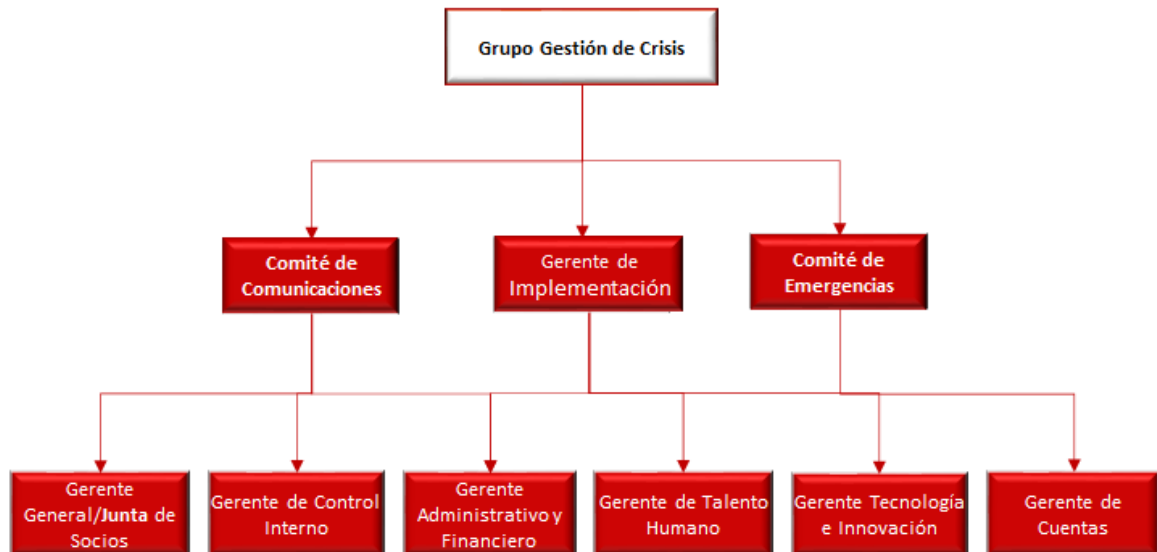 Grupo Gestión de Crisis
Comité de
Comunicaciones
Gerente de
Implementación
Comité de
Emergencias
Gerente
General/Junta de
Socios
Gerente de Control
Interno
Gerente
Administrativo y
Financiero
Gerente de Talento
Humano
Gerente Tecnología
e Innovación
Gerente de
Cuentas